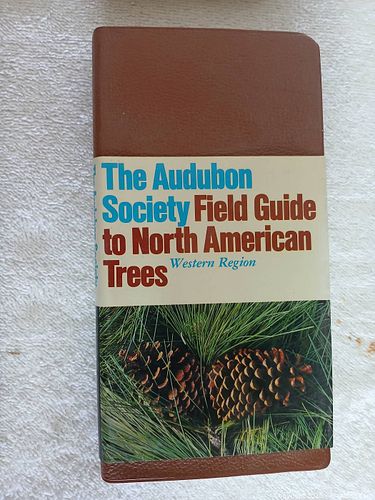 The Audubon
Society Field Guide
to North American
Trees Western Region